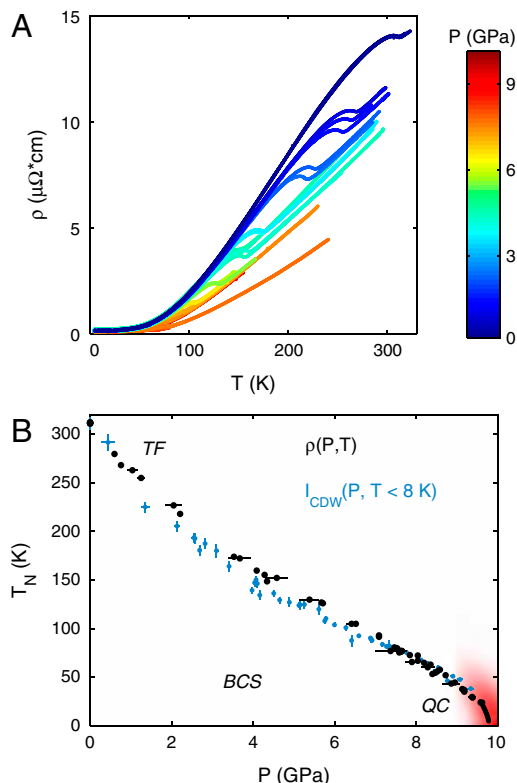 A
P (GPa)
15
10
5
0
ρ (μΩ*cm)
0
100
200
300
T (K)
9
6
3
0
B
300
250
200
150
100
50
0
T_N (K)
TF
ρ(P,T)
I_CDW(P, T < 8 K)
BCS
QC
0
2
4
6
8
10
P (GPa)